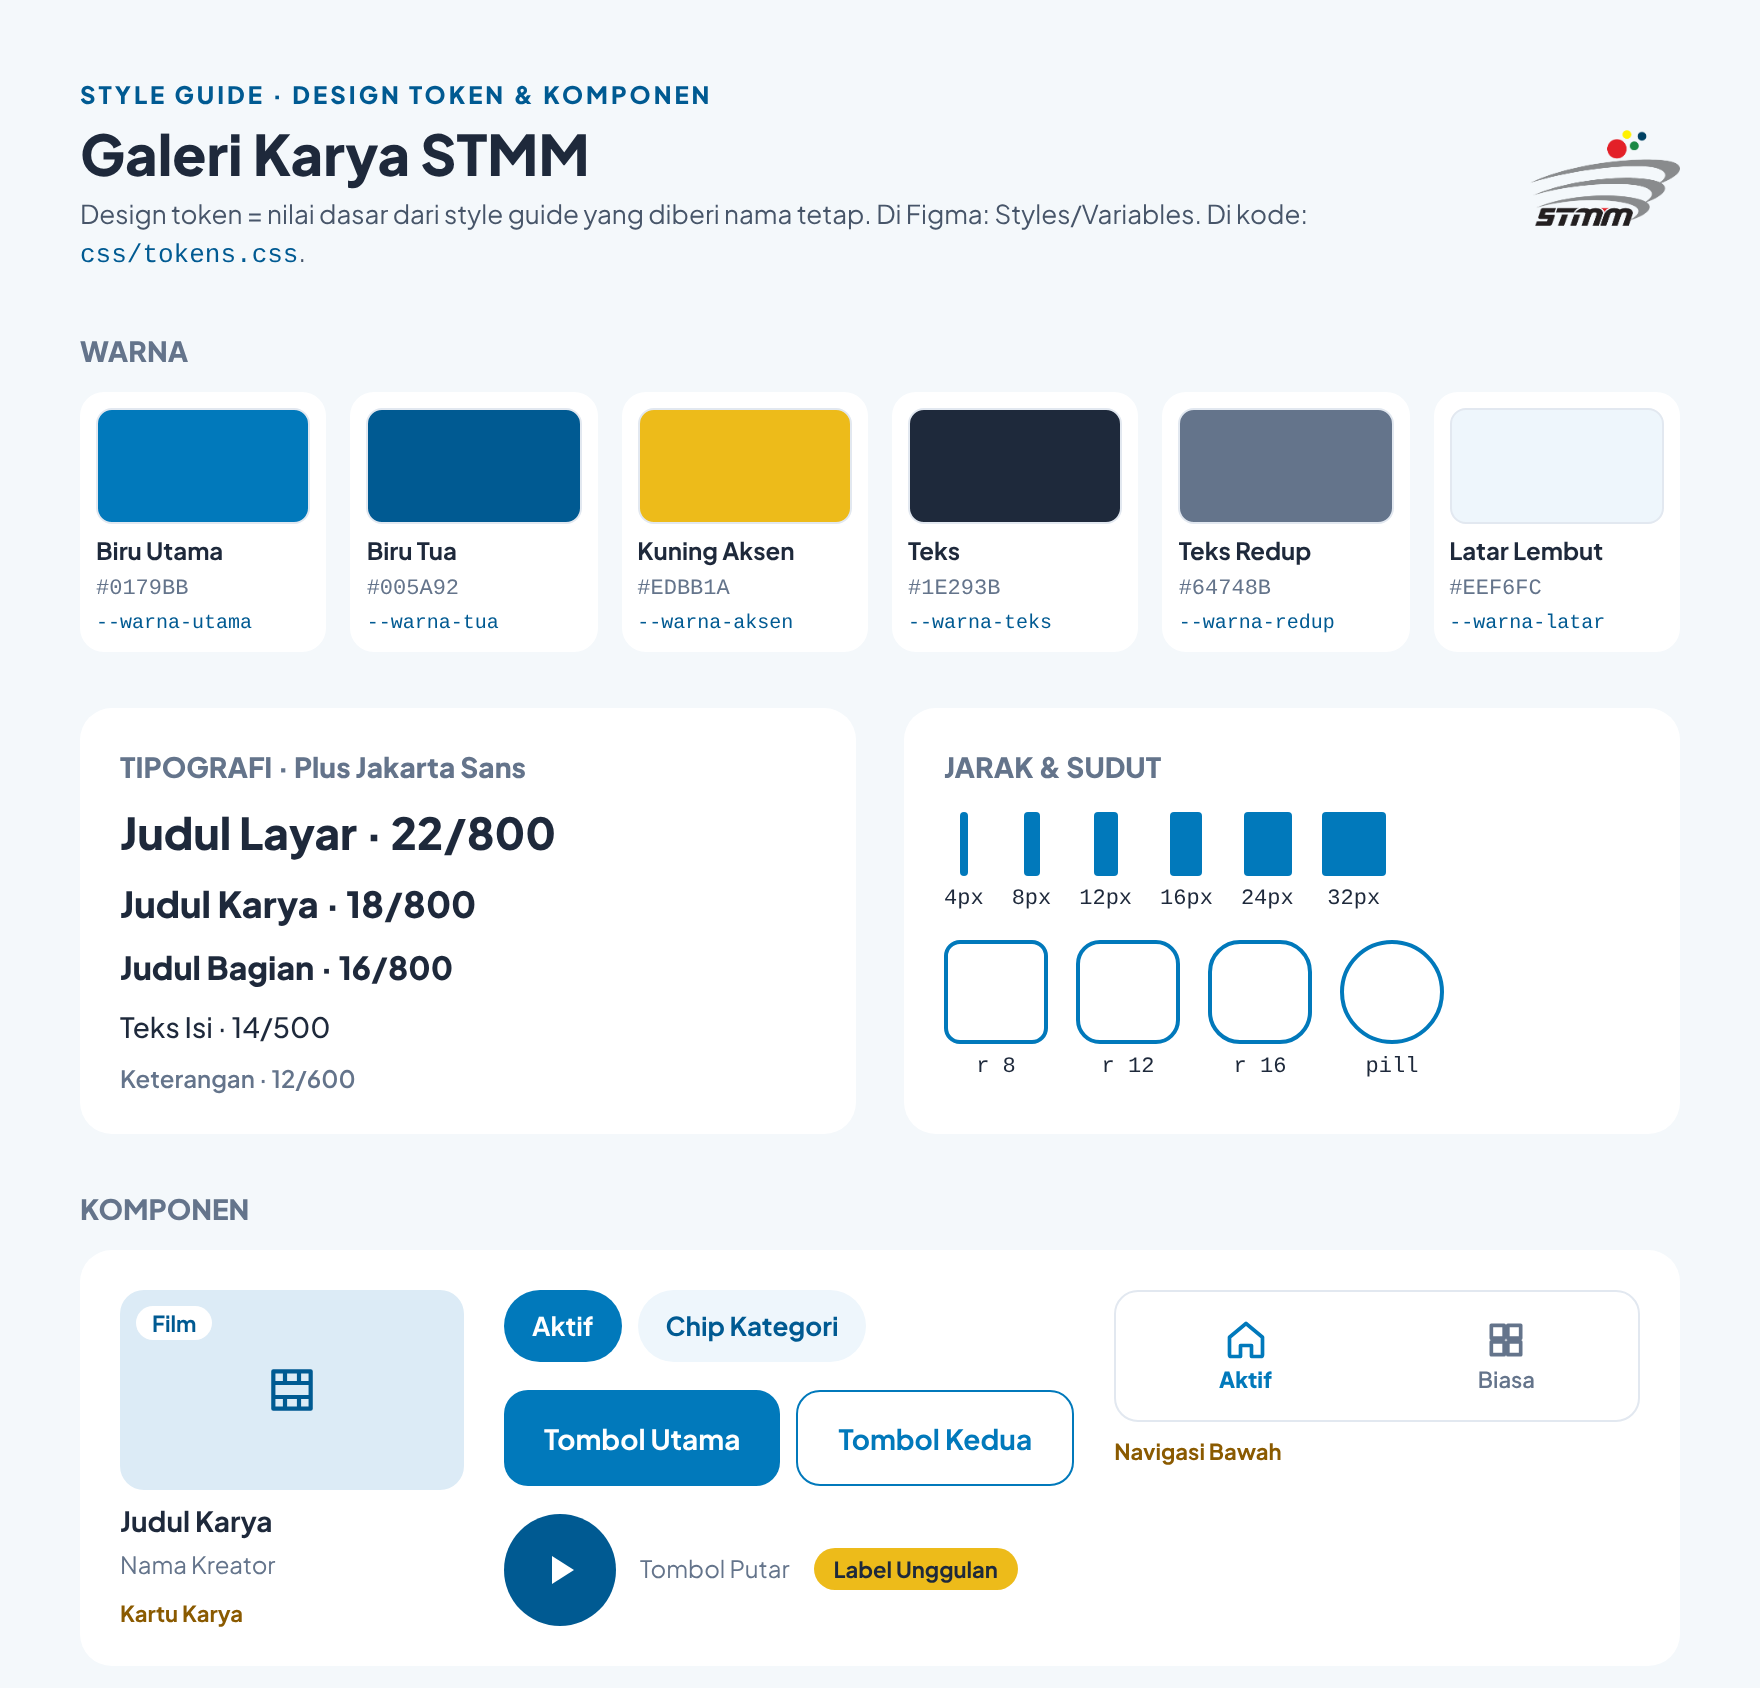 STYLE GUIDE · DESIGN TOKEN & KOMPONEN
Galeri Karya STMM
Design token = nilai dasar dari style guide yang diberi nama tetap. Di Figma: Styles/Variables. Di kode:
css/tokens.css.
STMM
WARNA
Biru Utama
#0179BB
--warna-utama
Biru Tua
#005A92
--warna-tua
Kuning Aksen
#EDBB1A
--warna-aksen
Teks
#1E293B
--warna-teks
Teks Redup
#64748B
--warna-redup
Latar Lembut
#EEF6FC
--warna-latar
TIPOGRAFI · Plus Jakarta Sans
Judul Layar · 22/800
Judul Karya · 18/800
Judul Bagian · 16/800
Teks Isi · 14/500
Keterangan · 12/600
JARAK & SUDUT
4px 8px 12px 16px 24px 32px
r 8 r 12 r 16 pill
KOMPONEN
Film
Judul Karya
Nama Kreator
Kartu Karya
Aktif Chip Kategori
Tombol Utama Tombol Kedua
Tombol Putar Label Unggulan
Aktif Biasa
Navigasi Bawah